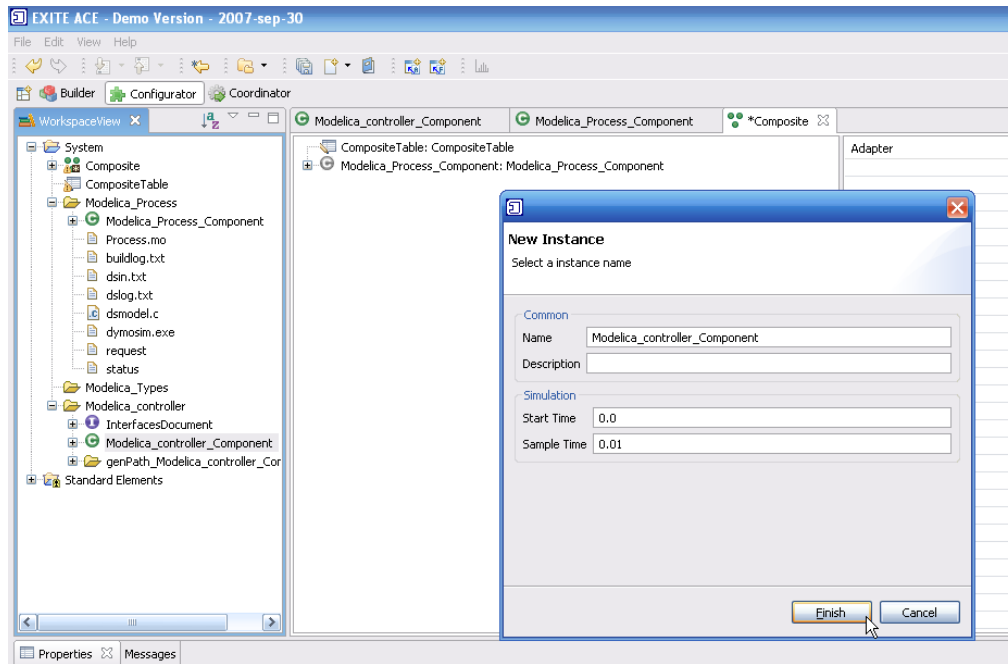 EXITE ACE - Demo Version - 2007-sep-30
File Edit View Help
Builder Configurator Coordinator
WorkspaceView
Modelica_controller_Component Modelica_Process_Component *Composite
System
Composite
CompositeTable
Modelica_Process
Modelica_Process_Component
Process.mo
buildlog.txt
dsin.txt
dslog.txt
dsmodel.c
dymosim.exe
request
status
Modelica_Types
Modelica_controller
InterfacesDocument
Modelica_controller_Component
genPath_Modelica_controller_Cor
Standard Elements
CompositeTable: CompositeTable
Modelica_Process_Component: Modelica_Process_Component
Adapter
New Instance
Select a instance name
Common
Name Modelica_controller_Component
Description
Simulation
Start Time 0.0
Sample Time 0.01
Finish Cancel
Properties Messages